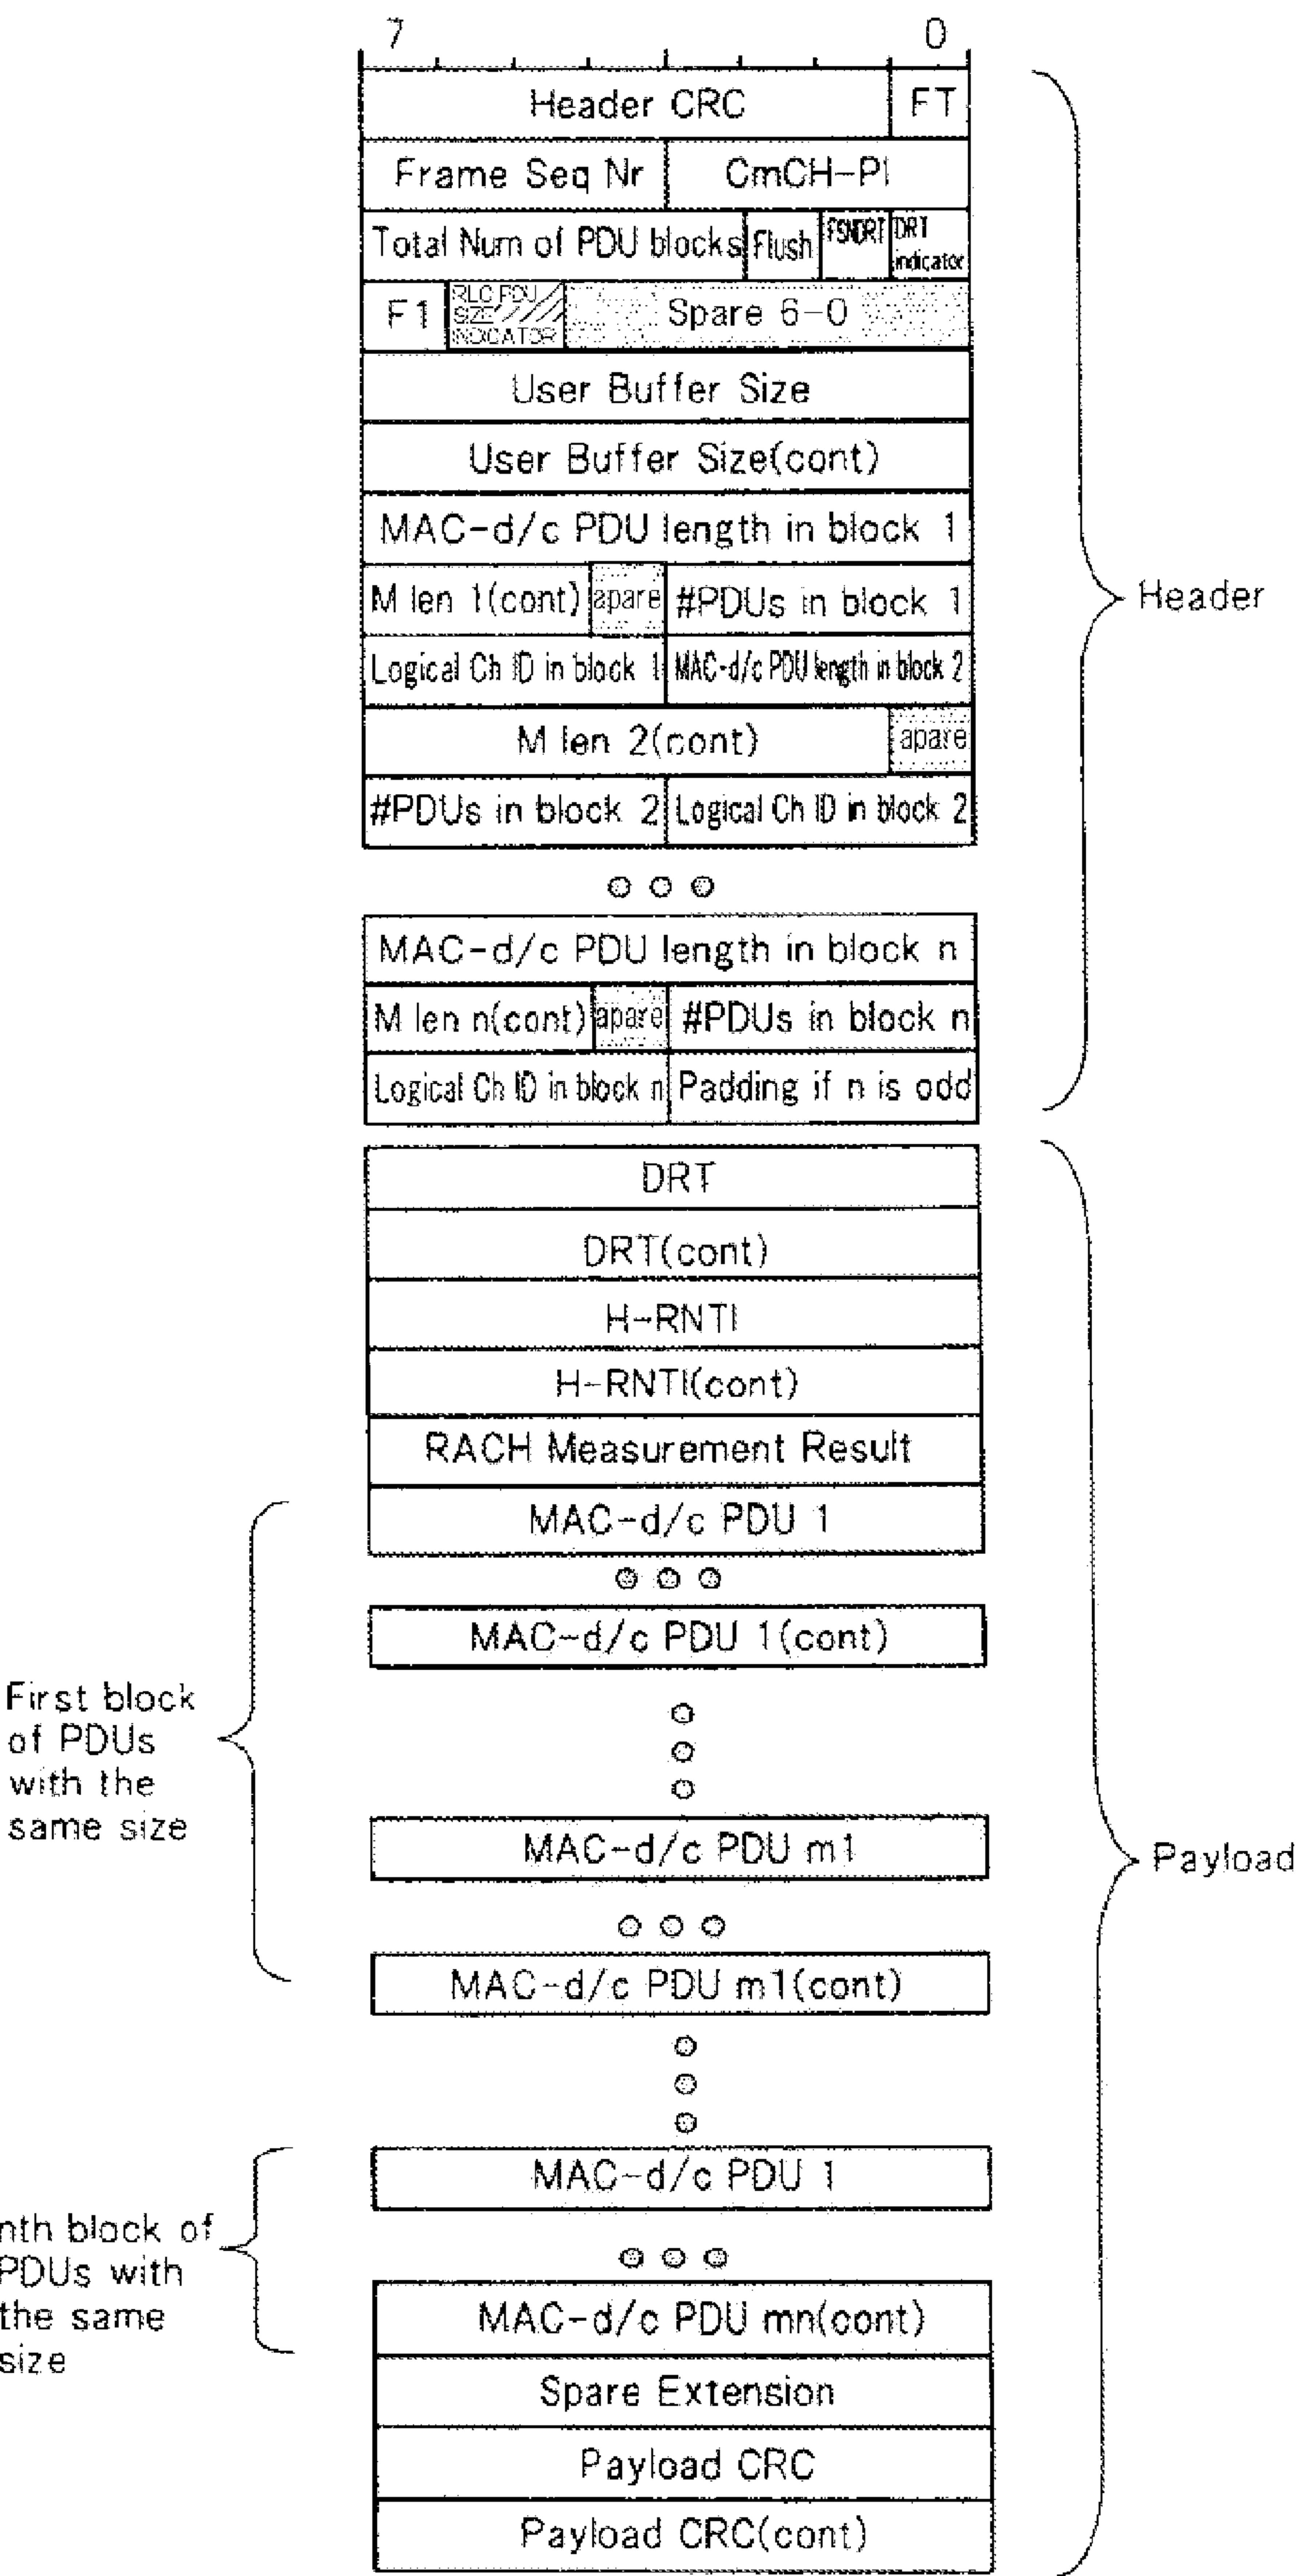 7 0
Header CRC FT
Frame Seq Nr CmCH-PI
Total Num of PDU blocks Flush FSNDRT DRT indicator
F1 RLC PDU SIZE INDICATOR Spare 6-0
User Buffer Size
User Buffer Size(cont)
MAC-d/c PDU length in block 1
M len 1(cont) apare #PDUs in block 1
Header
Logical Ch ID in block 1 MAC-d/c PDU length in block 2
M len 2(cont) apare
#PDUs in block 2 Logical Ch ID in block 2
MAC-d/c PDU length in block n
M len n(cont) apare #PDUs in block n
Logical Ch ID in block n Padding if n is odd
DRT
DRT(cont)
H-RNTI
H-RNTI(cont)
RACH Measurement Result
MAC-d/c PDU 1
MAC-d/c PDU 1(cont)
First block
of PDUs
with the
same size
MAC-d/c PDU m1
Payload
MAC-d/c PDU m1(cont)
MAC-d/c PDU 1
nth block of
PDUs with
the same
size
MAC-d/c PDU mn(cont)
Spare Extension
Payload CRC
Payload CRC(cont)